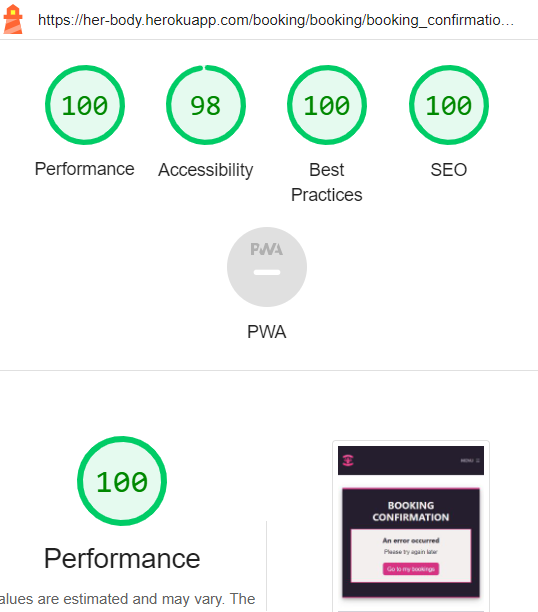 https://her-body.herokuapp.com/booking/booking/booking_confirmatio...
100
98
100
100
Performance
Accessibility
Best
Practices
SEO
PWA
PWA
100
Performance
alues are estimated and may vary. The
MENU
BOOKING
CONFIRMATION
An error occurred
Please try again later
Go to my bookings